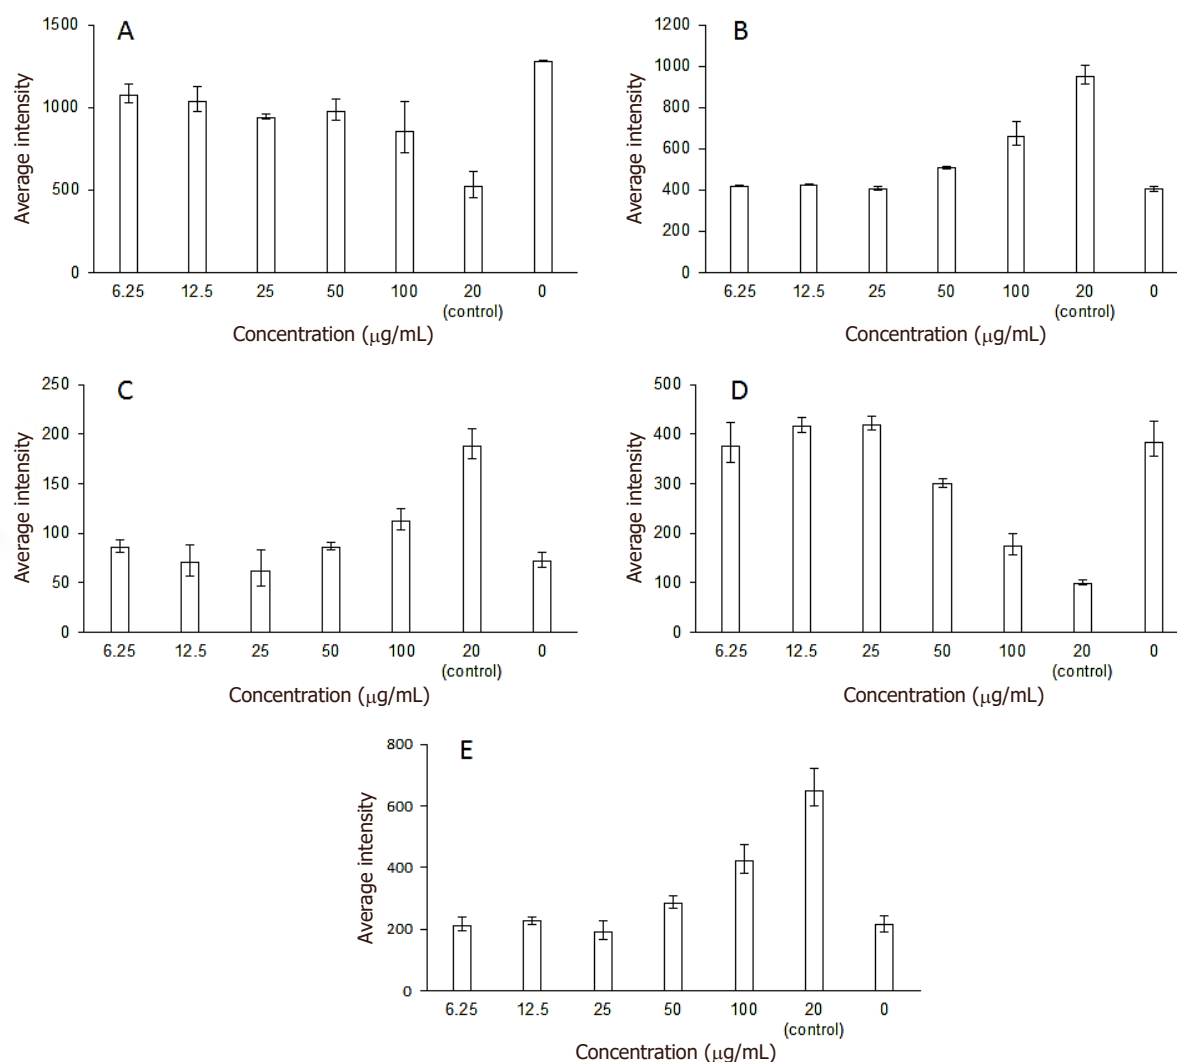 A
Average intensity
1500
1000
500
0
6.25 12.5 25 50 100 20 0
(control)
Concentration (μg/mL)
B
Average intensity
1200
1000
800
600
400
200
0
6.25 12.5 25 50 100 20 0
(control)
Concentration (μg/mL)
C
Average intensity
250
200
150
100
50
0
6.25 12.5 25 50 100 20 0
(control)
Concentration (μg/mL)
D
Average intensity
500
400
300
200
100
0
6.25 12.5 25 50 100 20 0
(control)
Concentration (μg/mL)
E
Average intensity
800
600
400
200
0
6.25 12.5 25 50 100 20 0
(control)
Concentration (μg/mL)